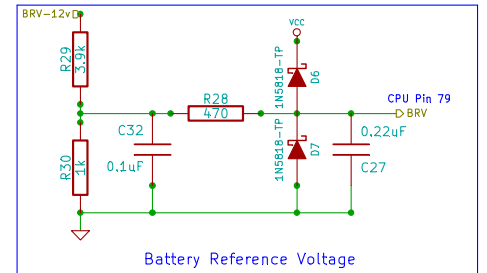 BRV-12v
VCC
R29
3.9k
1N5818-TP
D6
CPU Pin 79
R28
470
BRV
C32
0.1uF
1N5818-TP
D7
0.22uF
C27
R30
1k
Battery Reference Voltage